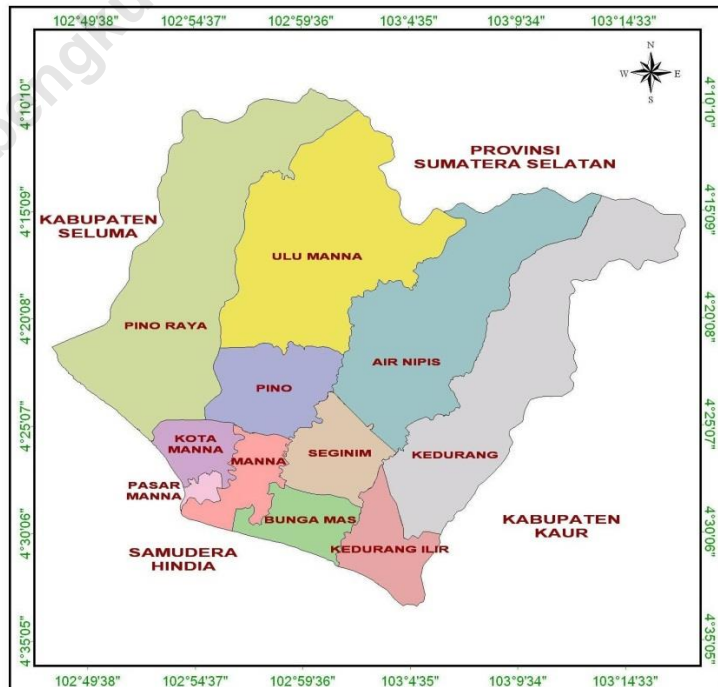 102°49'38" 102°54'37" 102°59'36" 103°4'35" 103°9'34" 103°14'33"
N
W E
S
4°10'10" 4°10'10"
PROVINSI
SUMATERA SELATAN
KABUPATEN
SELUMA
4°15'09" 4°15'09"
ULU MANNA
4°20'08" 4°20'08"
PINO RAYA
AIR NIPIS
PINO
4°25'07" 4°25'07"
KOTA
MANNA
MANNA
SEGINIM
KEDURANG
PASAR
MANNA
BUNGA MAS
KABUPATEN
KAUR
4°30'06" 4°30'06"
SAMUDERA
HINDIA
KEDURANG ILIR
4°35'05" 4°35'05"
102°49'38" 102°54'37" 102°59'36" 103°4'35" 103°9'34" 103°14'33"